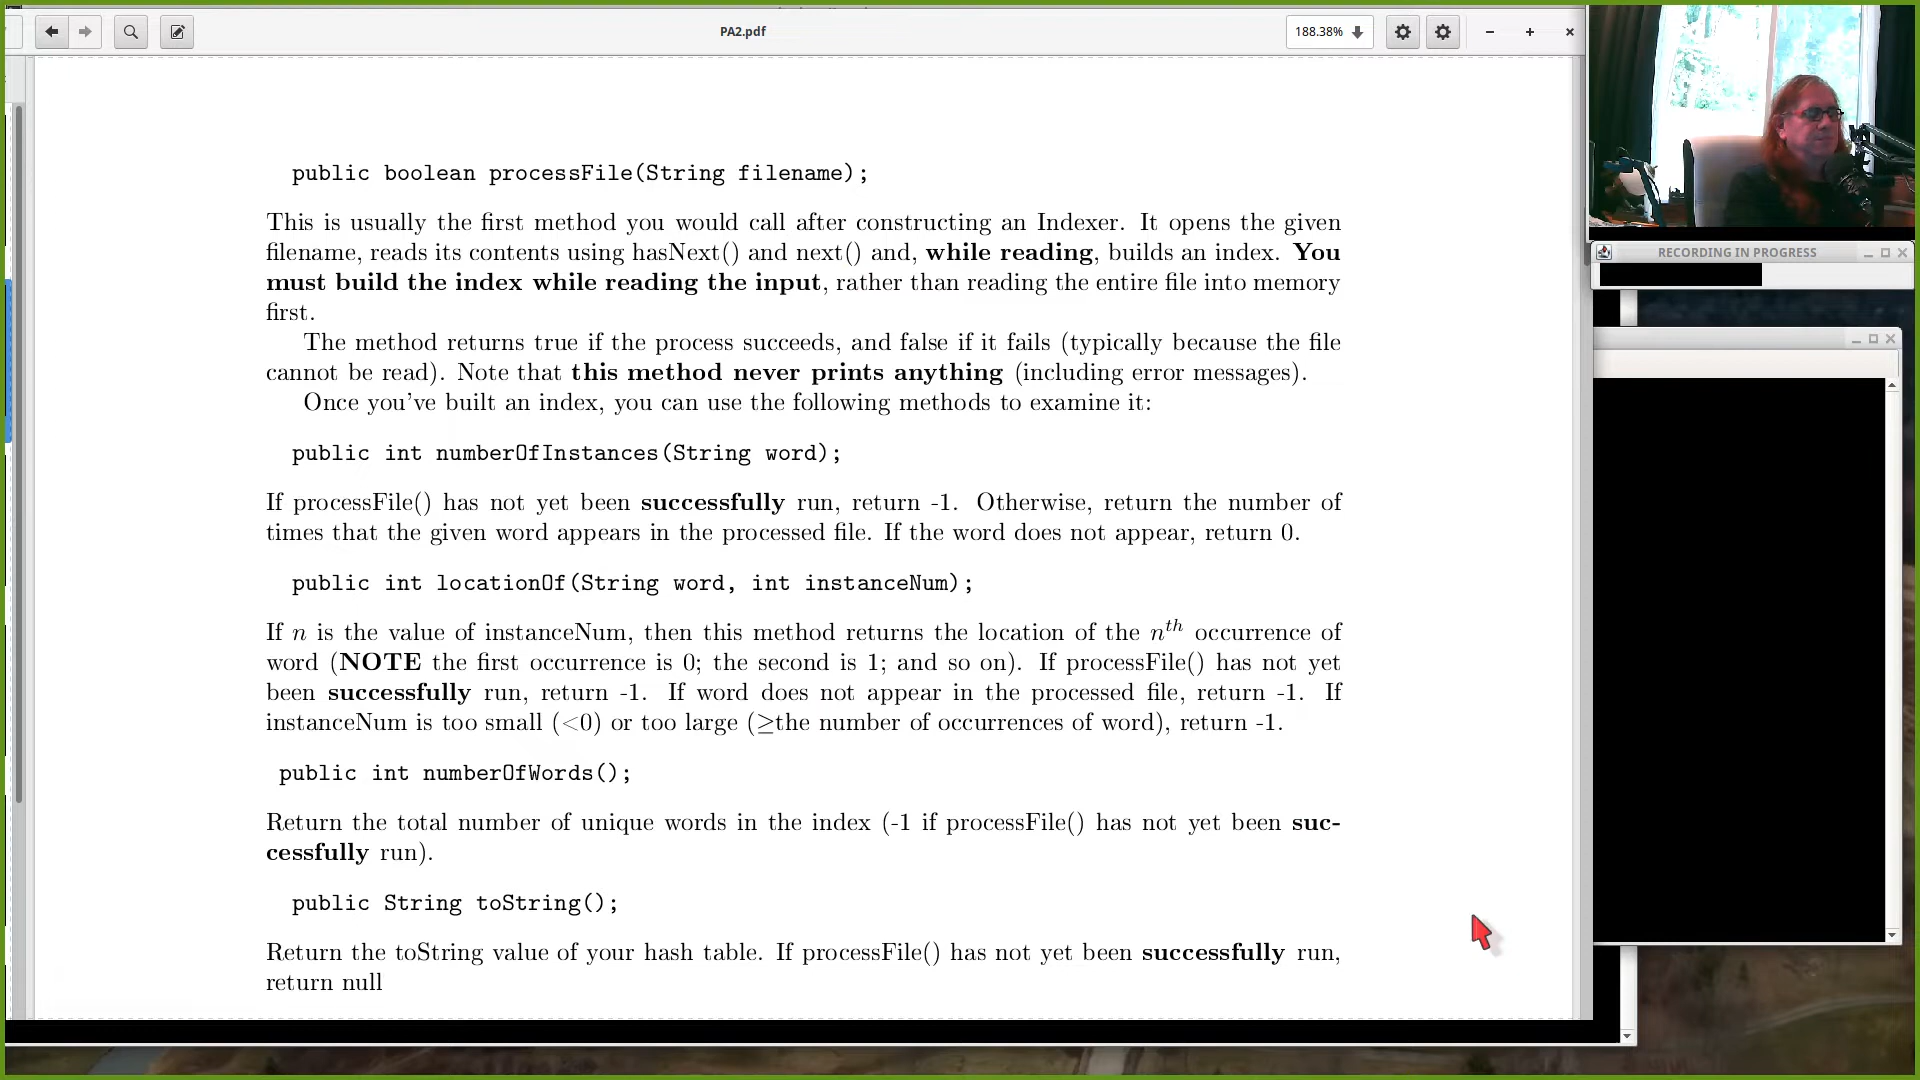 PA2.pdf
188.38%
RECORDING IN PROGRESS
public boolean processFile(String filename);
This is usually the first method you would call after constructing an Indexer. It opens the given
filename, reads its contents using hasNext() and next() and, while reading, builds an index. You
must build the index while reading the input, rather than reading the entire file into memory
first.
The method returns true if the process succeeds, and false if it fails (typically because the file
cannot be read). Note that this method never prints anything (including error messages).
Once you've built an index, you can use the following methods to examine it:
public int numberOfInstances(String word);
If processFile() has not yet been successfully run, return -1. Otherwise, return the number of
times that the given word appears in the processed file. If the word does not appear, return 0.
public int locationOf(String word, int instanceNum);
If n is the value of instanceNum, then this method returns the location of the nth occurrence of
word (NOTE the first occurrence is 0; the second is 1; and so on). If processFile() has not yet
been successfully run, return -1. If word does not appear in the processed file, return -1. If
instanceNum is too small (<0) or too large (≥the number of occurrences of word), return -1.
public int numberOfWords();
Return the total number of unique words in the index (-1 if processFile() has not yet been suc-
cessfully run).
public String toString();
Return the toString value of your hash table. If processFile() has not yet been successfully run,
return null